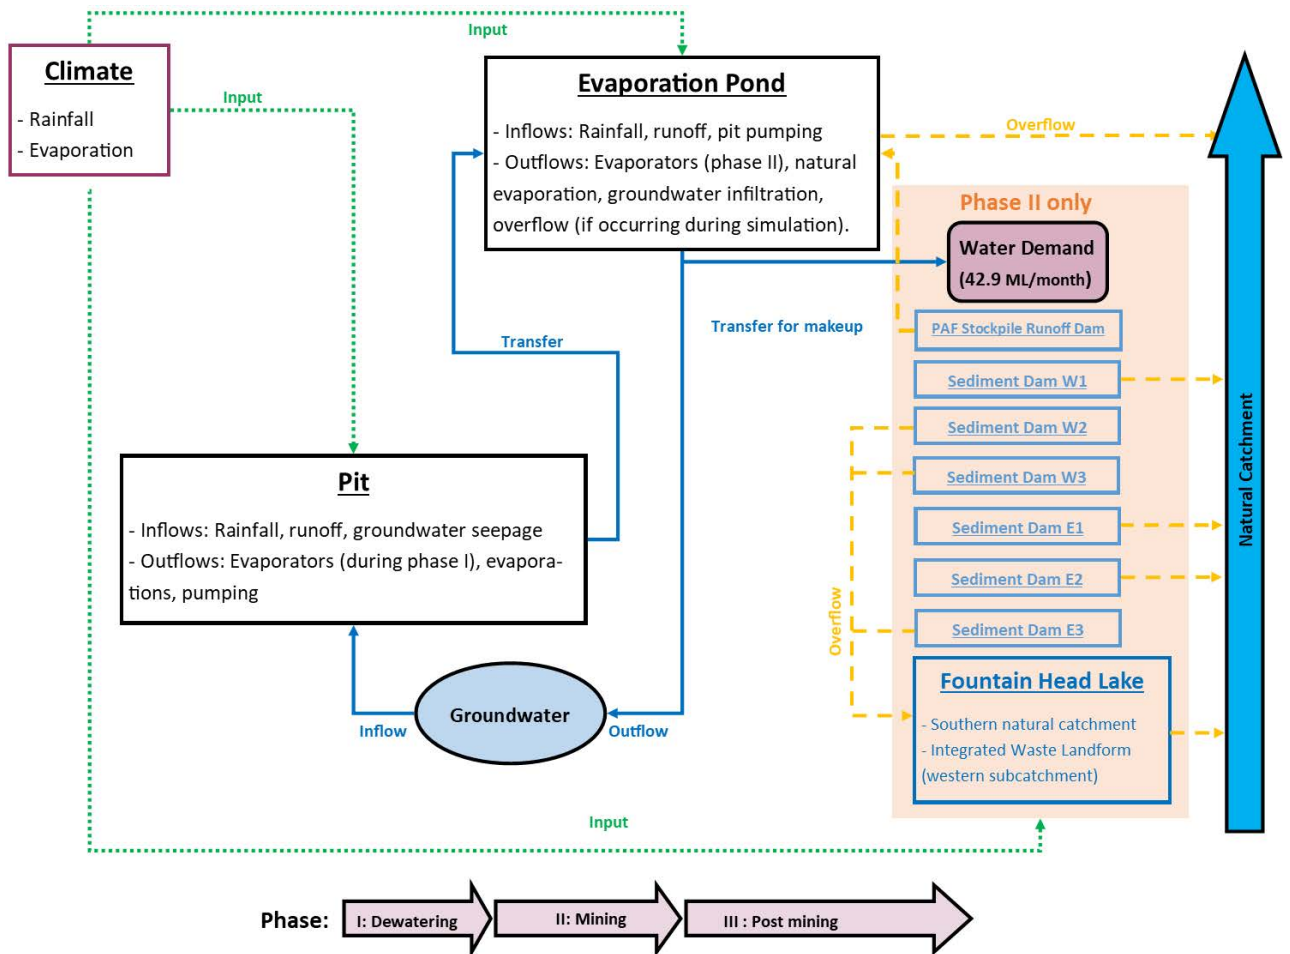 Input
Climate
- Rainfall
- Evaporation
Input
Evaporation Pond
- Inflows: Rainfall, runoff, pit pumping
- Outflows: Evaporators (phase II), natural
evaporation, groundwater infiltration,
overflow (if occurring during simulation).
Overflow
Phase II only
Water Demand
(42.9 ML/month)
Transfer for makeup
Transfer
PAF Stockpile Runoff Dam
Sediment Dam W1
Sediment Dam W2
Sediment Dam W3
Sediment Dam E1
Sediment Dam E2
Sediment Dam E3
Overflow
Natural Catchment
Pit
- Inflows: Rainfall, runoff, groundwater seepage
- Outflows: Evaporators (during phase I), evapora-
tions, pumping
Fountain Head Lake
- Southern natural catchment
- Integrated Waste Landform
(western subcatchment)
Groundwater
Inflow
Outflow
Input
Phase:
I: Dewatering
II: Mining
III : Post mining